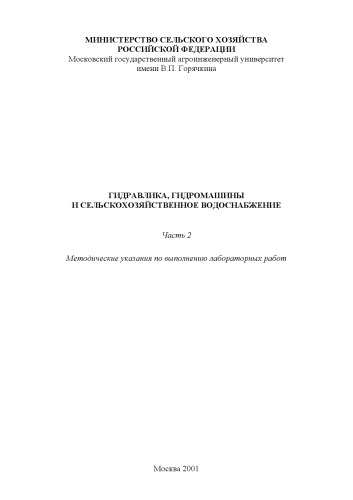 МИНИСТЕРСТВО СЕЛЬСКОГО ХОЗЯЙСТВА
РОССИЙСКОЙ ФЕДЕРАЦИИ
Московский государственный агроинженерный университет
имени В.П. Горячкина
ГИДРАВЛИКА, ГИДРОМАШИНЫ
И СЕЛЬСКОХОЗЯЙСТВЕННОЕ ВОДОСНАБЖЕНИЕ
Часть 2
Методические указания по выполнению лабораторных работ
Москва 2001